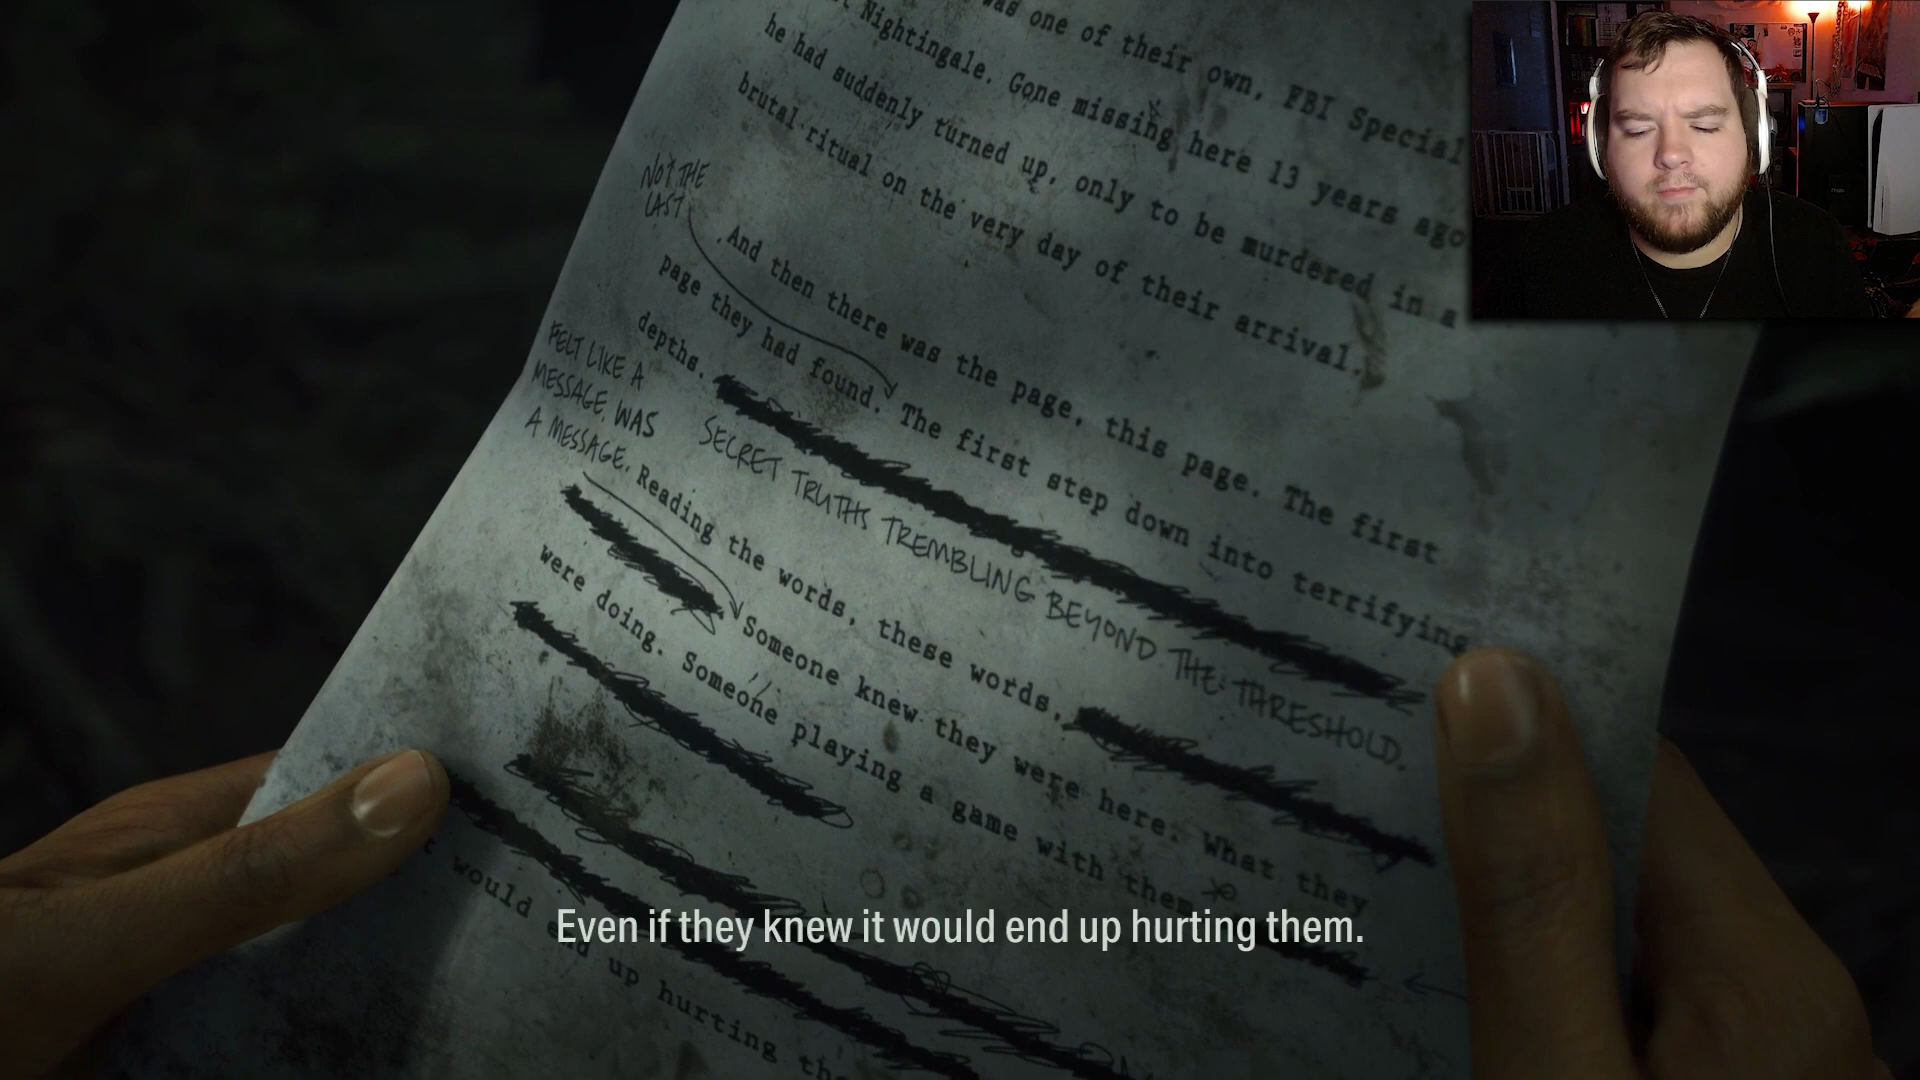 was one of their own, FBI Special
Nightingale. Gone missing here 13 years ago
he had suddenly turned up, only to be murdered in a
brutal ritual on the very day of their arrival.
NOT THE
LAST
And then there was the page, this page. The first
page they had found. The first step down into terrifying
depths.
SECRET TRUTHS TREMBLING BEYOND THE THRESHOLD.
FELT LIKE A
MESSAGE. WAS
A MESSAGE.
Reading the words, these words,
Someone knew they were here. What they
were doing. Someone playing a game with them
would
up hurting
Even if they knew it would end up hurting them.